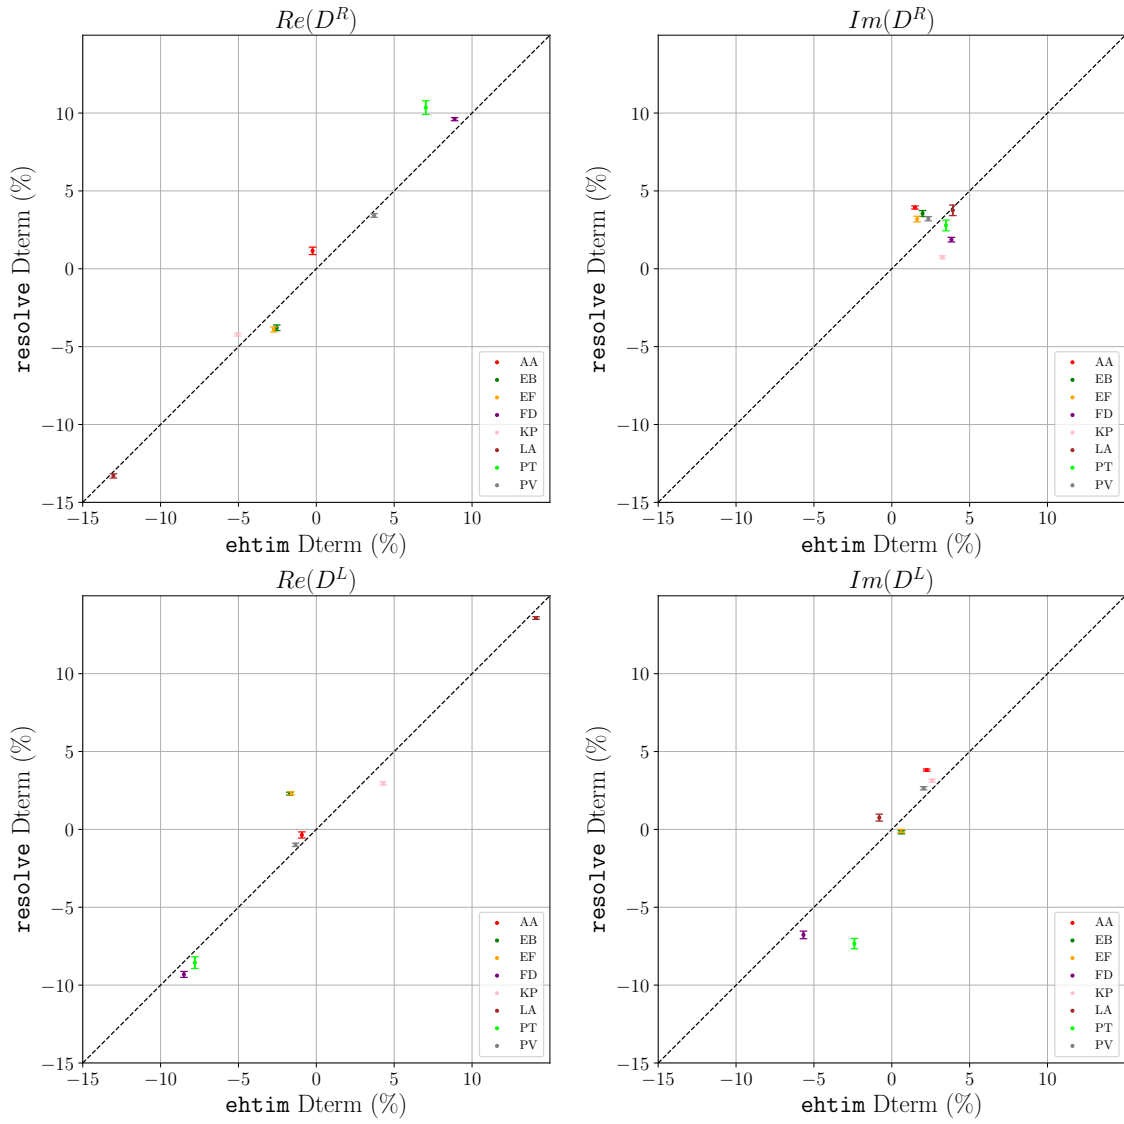 Re(D^R)
Im(D^R)
10
5
0
−5
−10
−15
resolve Dterm (%)
AA
EB
EF
FD
KP
LA
PT
PV
−15 −10 −5 0 5 10
ehtim Dterm (%)
10
5
0
−5
−10
−15
resolve Dterm (%)
AA
EB
EF
FD
KP
LA
PT
PV
−15 −10 −5 0 5 10
ehtim Dterm (%)
Re(D^L)
Im(D^L)
10
5
0
−5
−10
−15
resolve Dterm (%)
AA
EB
EF
FD
KP
LA
PT
PV
−15 −10 −5 0 5 10
ehtim Dterm (%)
10
5
0
−5
−10
−15
resolve Dterm (%)
AA
EB
EF
FD
KP
LA
PT
PV
−15 −10 −5 0 5 10
ehtim Dterm (%)